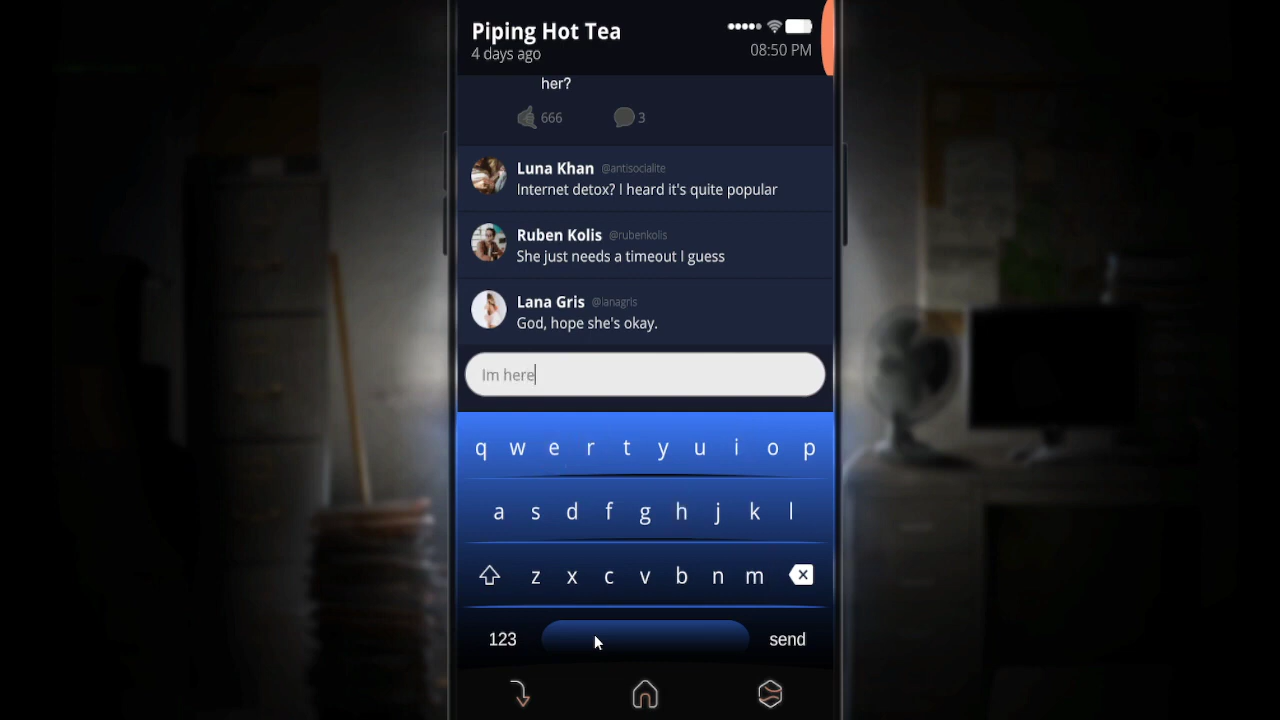 Piping Hot Tea
4 days ago
08:50 PM
her?
666 3
Luna Khan @antisocialite
Internet detox? I heard it's quite popular
Ruben Kolis @rubenkolis
She just needs a timeout I guess
Lana Gris @lanagris
God, hope she's okay.
Im here
q w e r t y u i o p
a s d f g h j k l
z x c v b n m
123 send